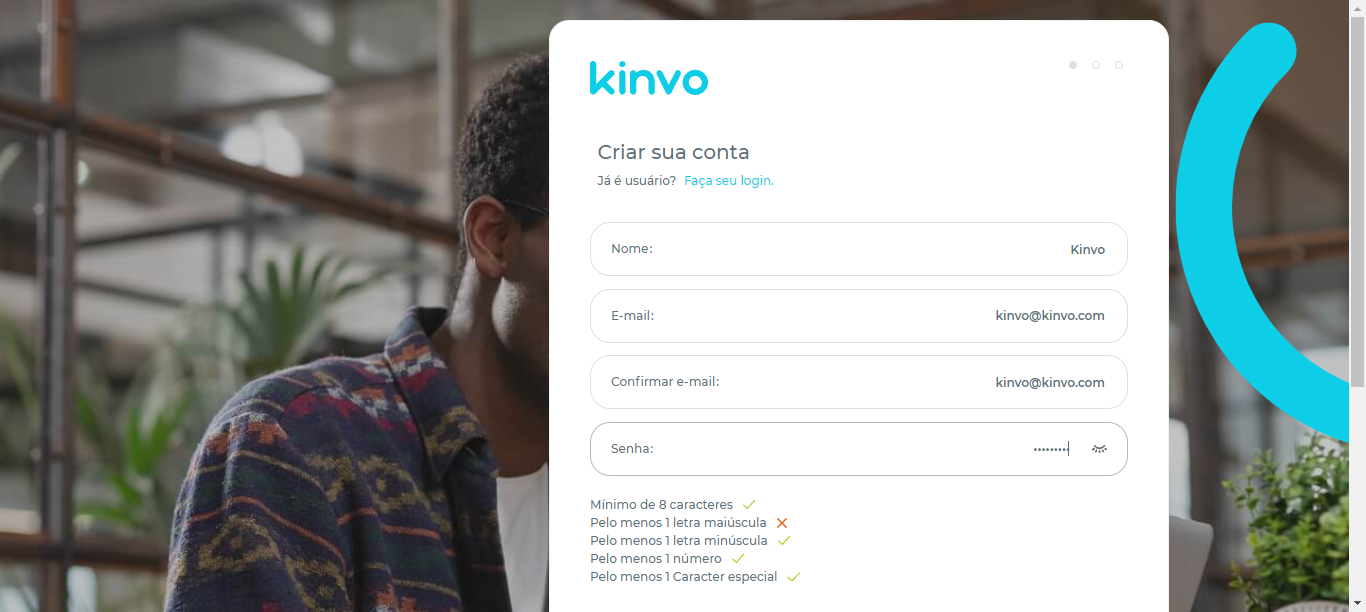 kinvo
Criar sua conta
Já é usuário? Faça seu login.
Nome: Kinvo
E-mail: kinvo@kinvo.com
Confirmar e-mail: kinvo@kinvo.com
Senha: •••••••••
Mínimo de 8 caracteres
Pelo menos 1 letra maiúscula
Pelo menos 1 letra minúscula
Pelo menos 1 número
Pelo menos 1 Caracter especial